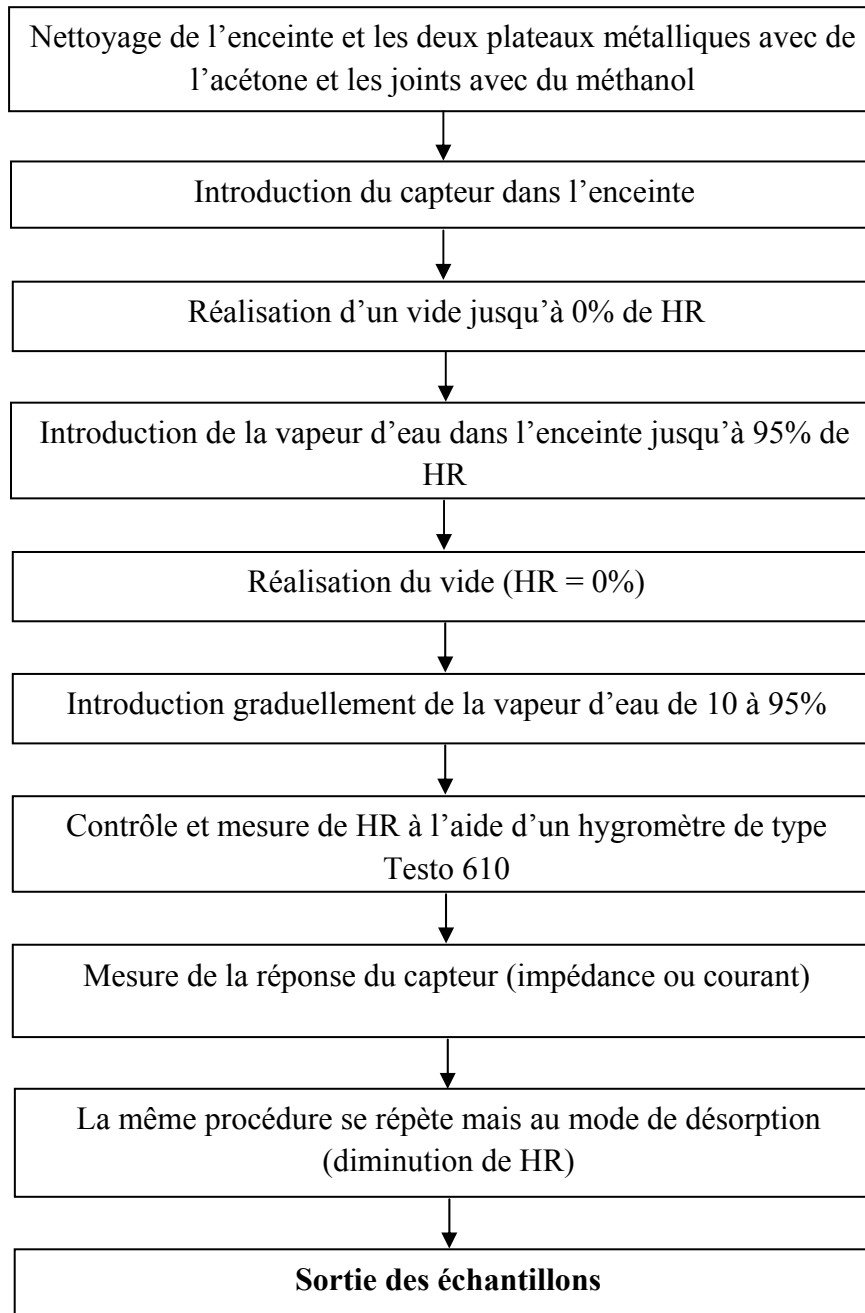 Nettoyage de l’enceinte et les deux plateaux métalliques avec de
l’acétone et les joints avec du méthanol
Introduction du capteur dans l’enceinte
Réalisation d’un vide jusqu’à 0% de HR
Introduction de la vapeur d’eau dans l’enceinte jusqu’à 95% de
HR
Réalisation du vide (HR = 0%)
Introduction graduellement de la vapeur d’eau de 10 à 95%
Contrôle et mesure de HR à l’aide d’un hygromètre de type
Testo 610
Mesure de la réponse du capteur (impédance ou courant)
La même procédure se répète mais au mode de désorption
(diminution de HR)
Sortie des échantillons